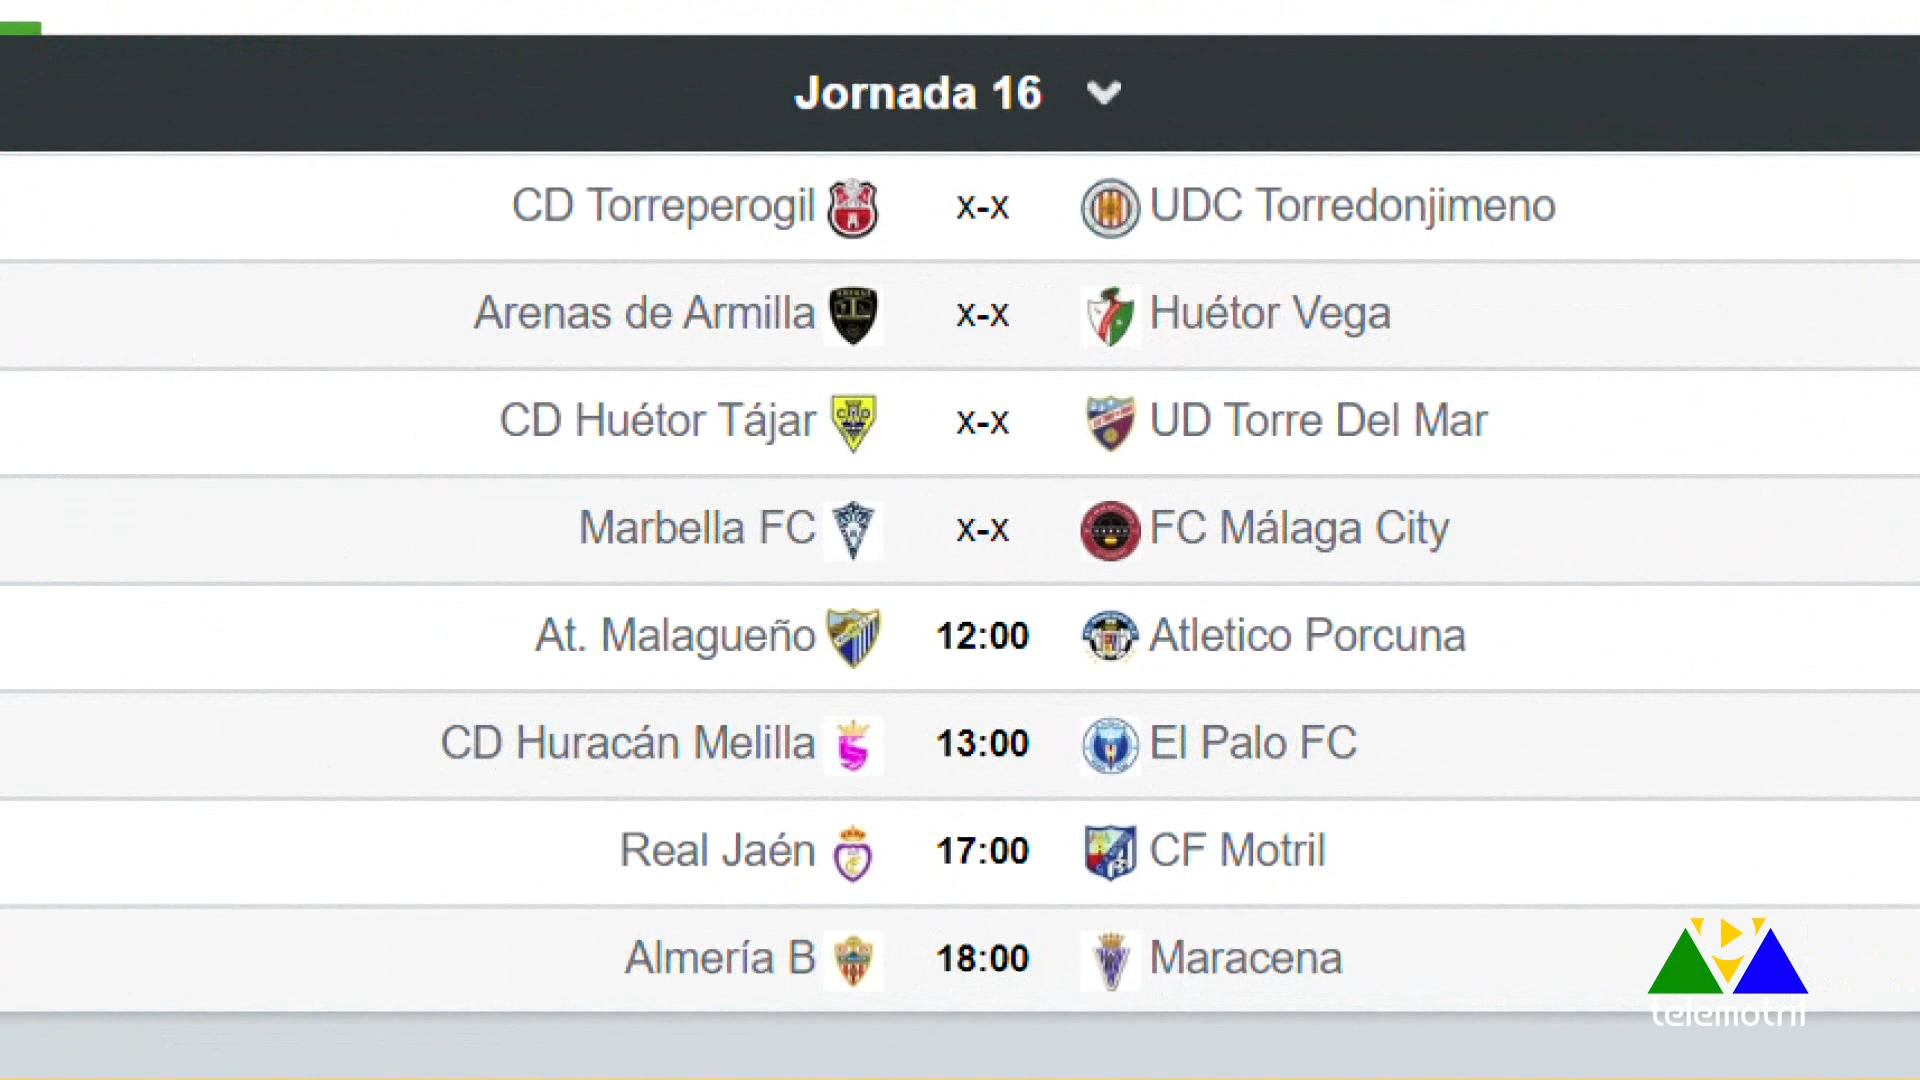 Jornada 16
CD Torreperogil x-x UDC Torredonjimeno
Arenas de Armilla x-x Huétor Vega
CD Huétor Tájar x-x UD Torre Del Mar
Marbella FC x-x FC Málaga City
At. Malagueño 12:00 Atletico Porcuna
CD Huracán Melilla 13:00 El Palo FC
Real Jaén 17:00 CF Motril
Almería B 18:00 Maracena
telemotril